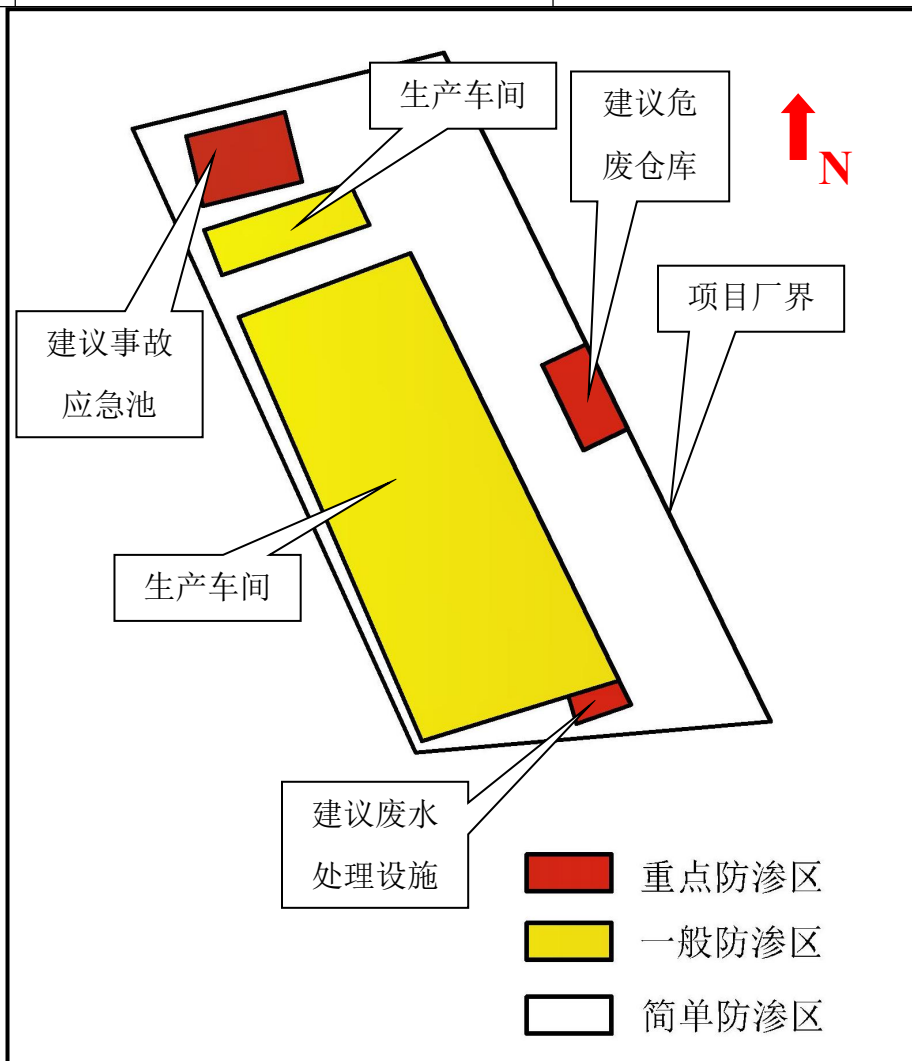 生产车间
建议危
废仓库
N
项目厂界
建议事故
应急池
生产车间
建议废水
处理设施
重点防渗区
一般防渗区
简单防渗区